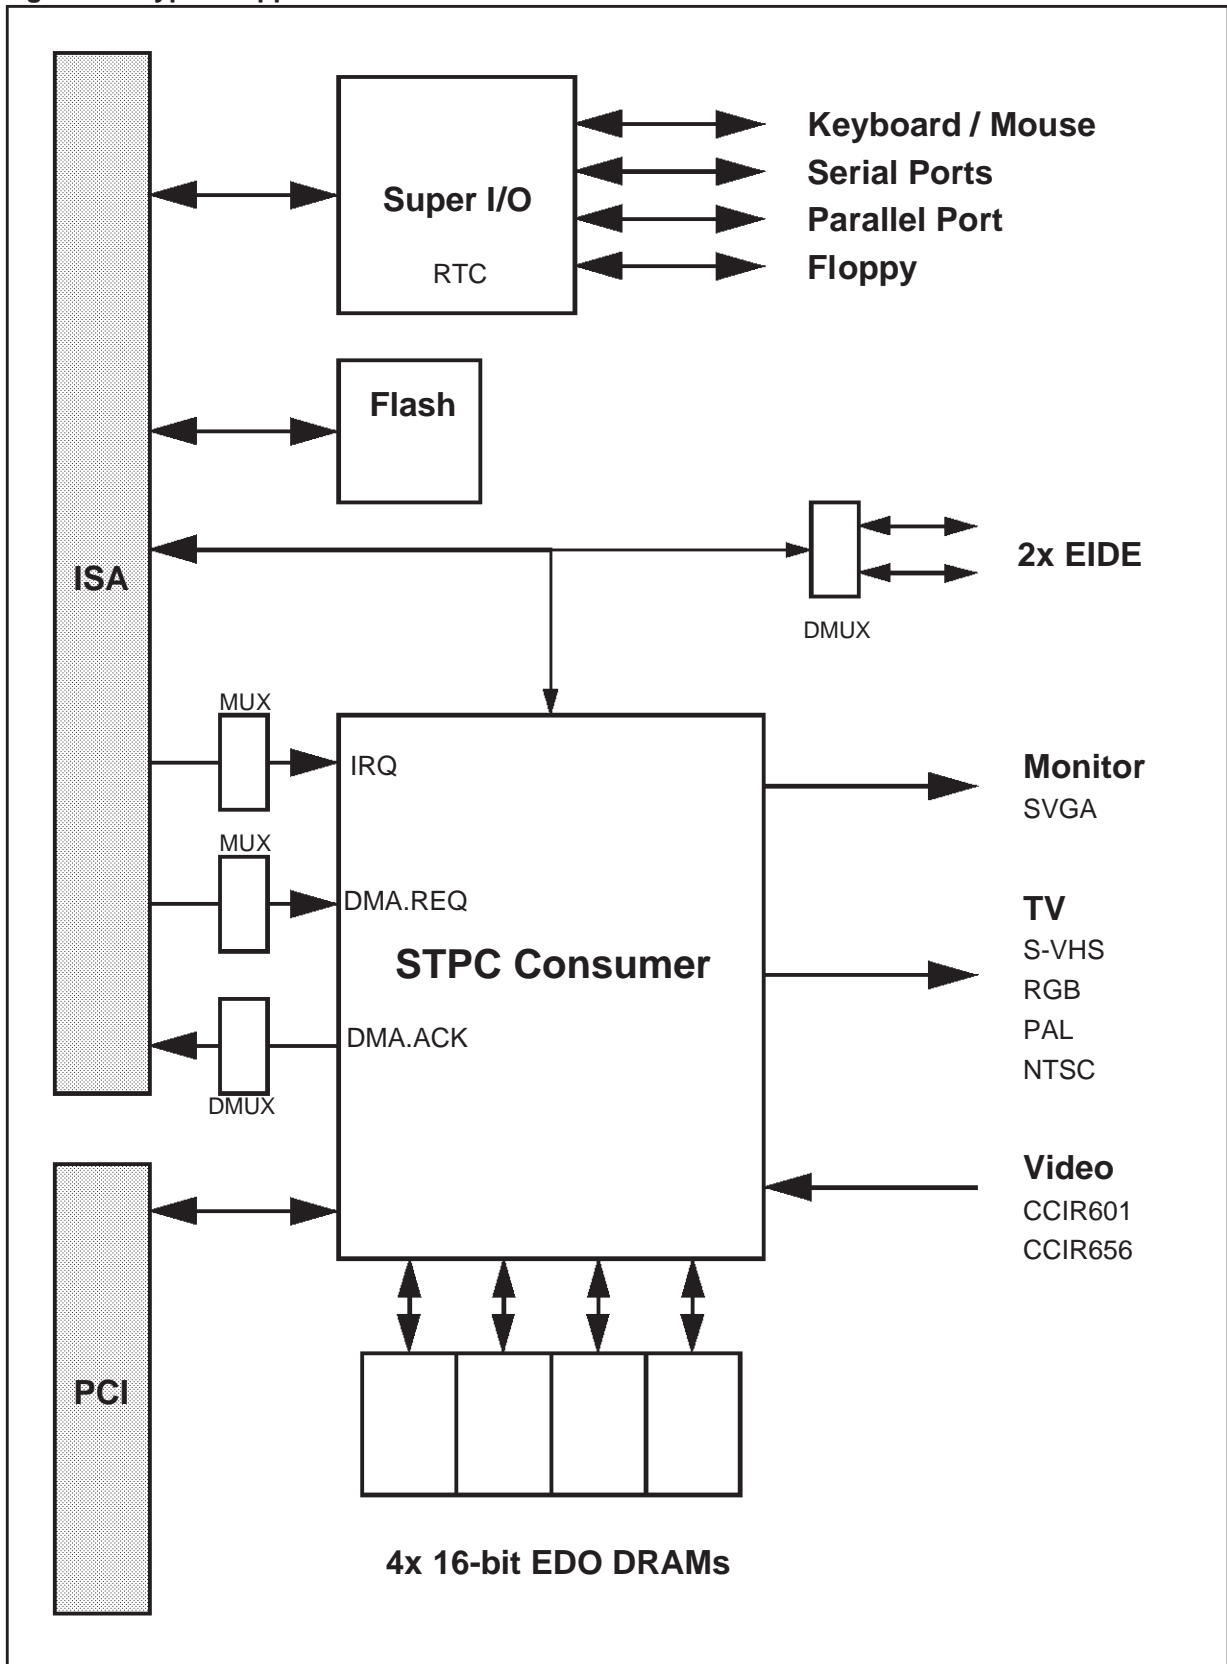 Keyboard / Mouse
Serial Ports
Super I/O
Parallel Port
RTC
Floppy
Flash
ISA
2x EIDE
DMUX
MUX
IRQ
Monitor
SVGA
MUX
DMA.REQ
TV
STPC Consumer
S-VHS
RGB
DMA.ACK
PAL
NTSC
DMUX
Video
CCIR601
CCIR656
PCI
4x 16-bit EDO DRAMs